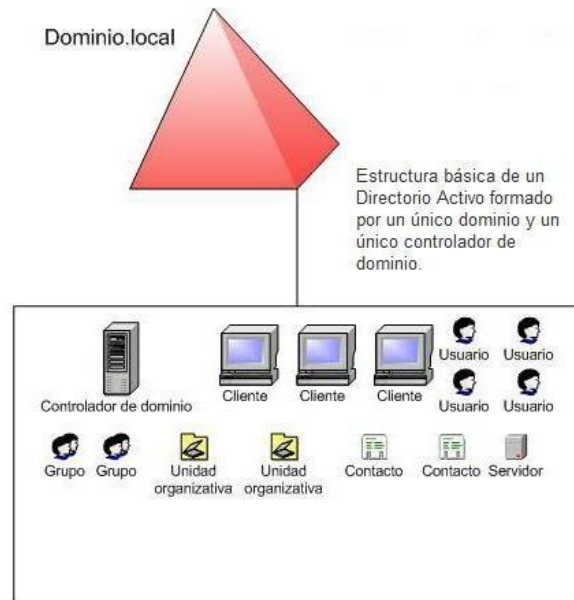 Dominio.local
Estructura básica de un
Directorio Activo formado
por un único dominio y un
único controlador de
dominio.
Usuario Usuario
Controlador de dominio Cliente Cliente Cliente Usuario Usuario
Grupo Grupo Unidad organizativa Unidad organizativa Contacto Contacto Servidor